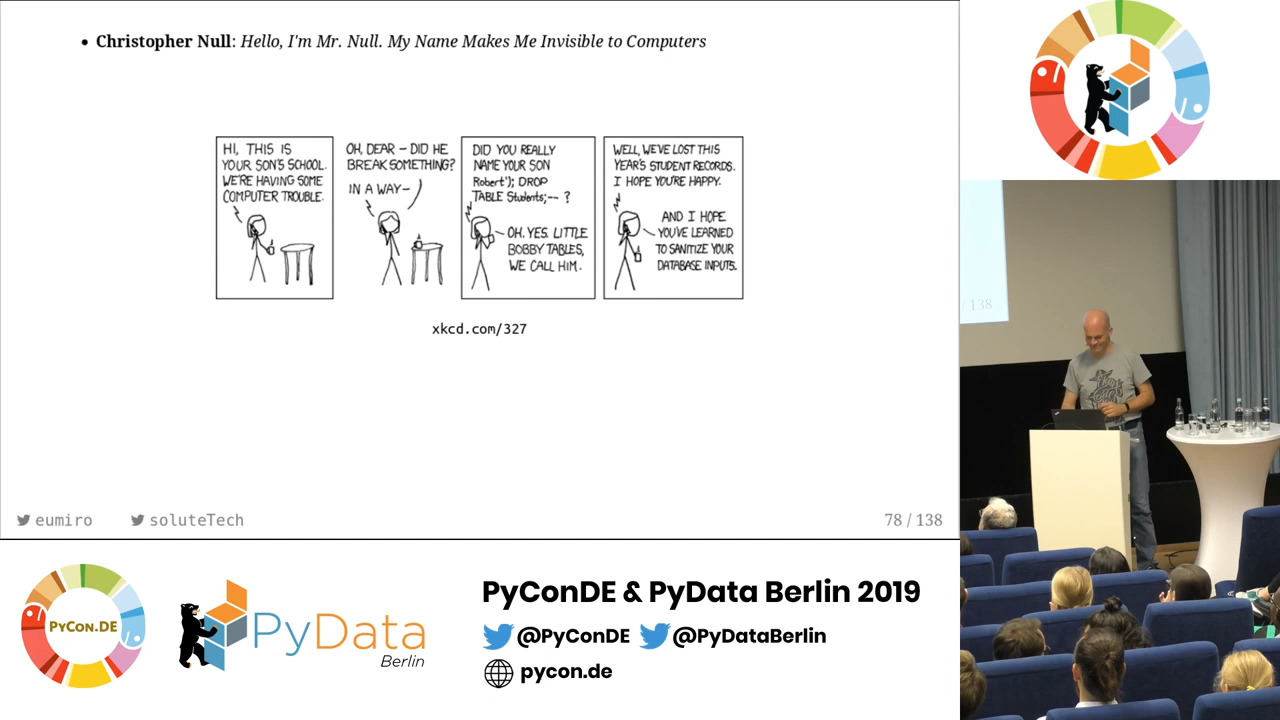 • Christopher Null: Hello, I'm Mr. Null. My Name Makes Me Invisible to Computers
HI, THIS IS
YOUR SON'S SCHOOL.
WE'RE HAVING SOME
COMPUTER TROUBLE.
OH, DEAR – DID HE
BREAK SOMETHING?
IN A WAY–
DID YOU REALLY
NAME YOUR SON
Robert'); DROP
TABLE Students;-- ?
OH. YES. LITTLE
BOBBY TABLES,
WE CALL HIM.
WELL, WE'VE LOST THIS
YEAR'S STUDENT RECORDS.
I HOPE YOU'RE HAPPY.
AND I HOPE
YOU'VE LEARNED
TO SANITIZE YOUR
DATABASE INPUTS.
xkcd.com/327
eumiro
soluteTech
78 / 138
/ 138
PyCon.DE
PyData
Berlin
PyConDE & PyData Berlin 2019
@PyConDE
@PyDataBerlin
pycon.de